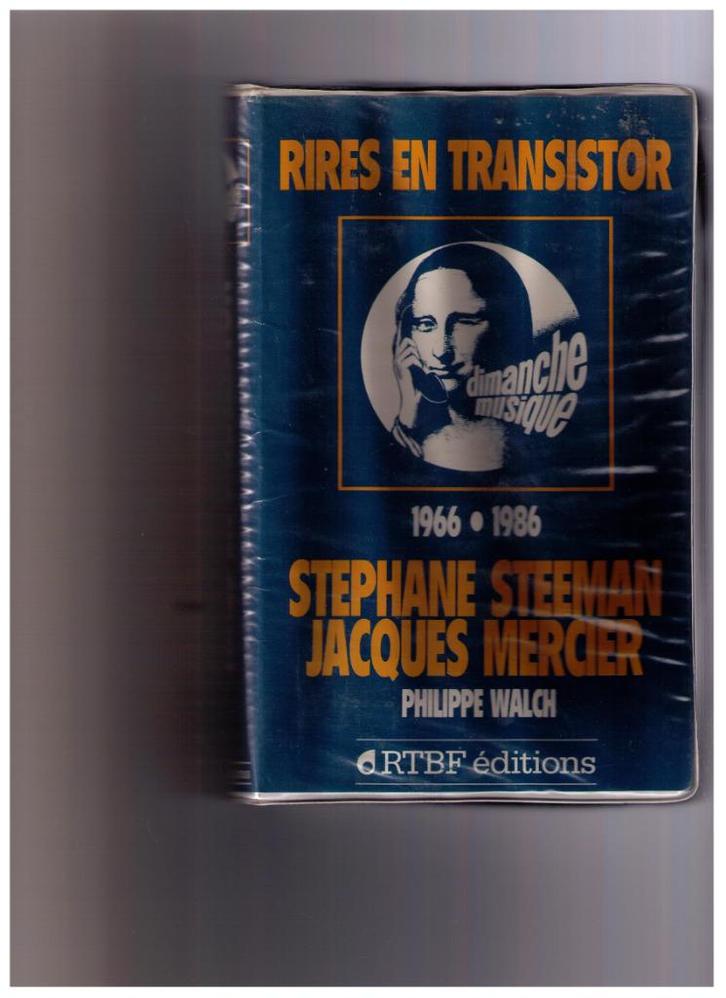 RIRES EN TRANSISTOR
dimanche
musique
1966 • 1986
STEPHANE STEEMAN
JACQUES MERCIER
PHILIPPE WALCH
RTBF éditions